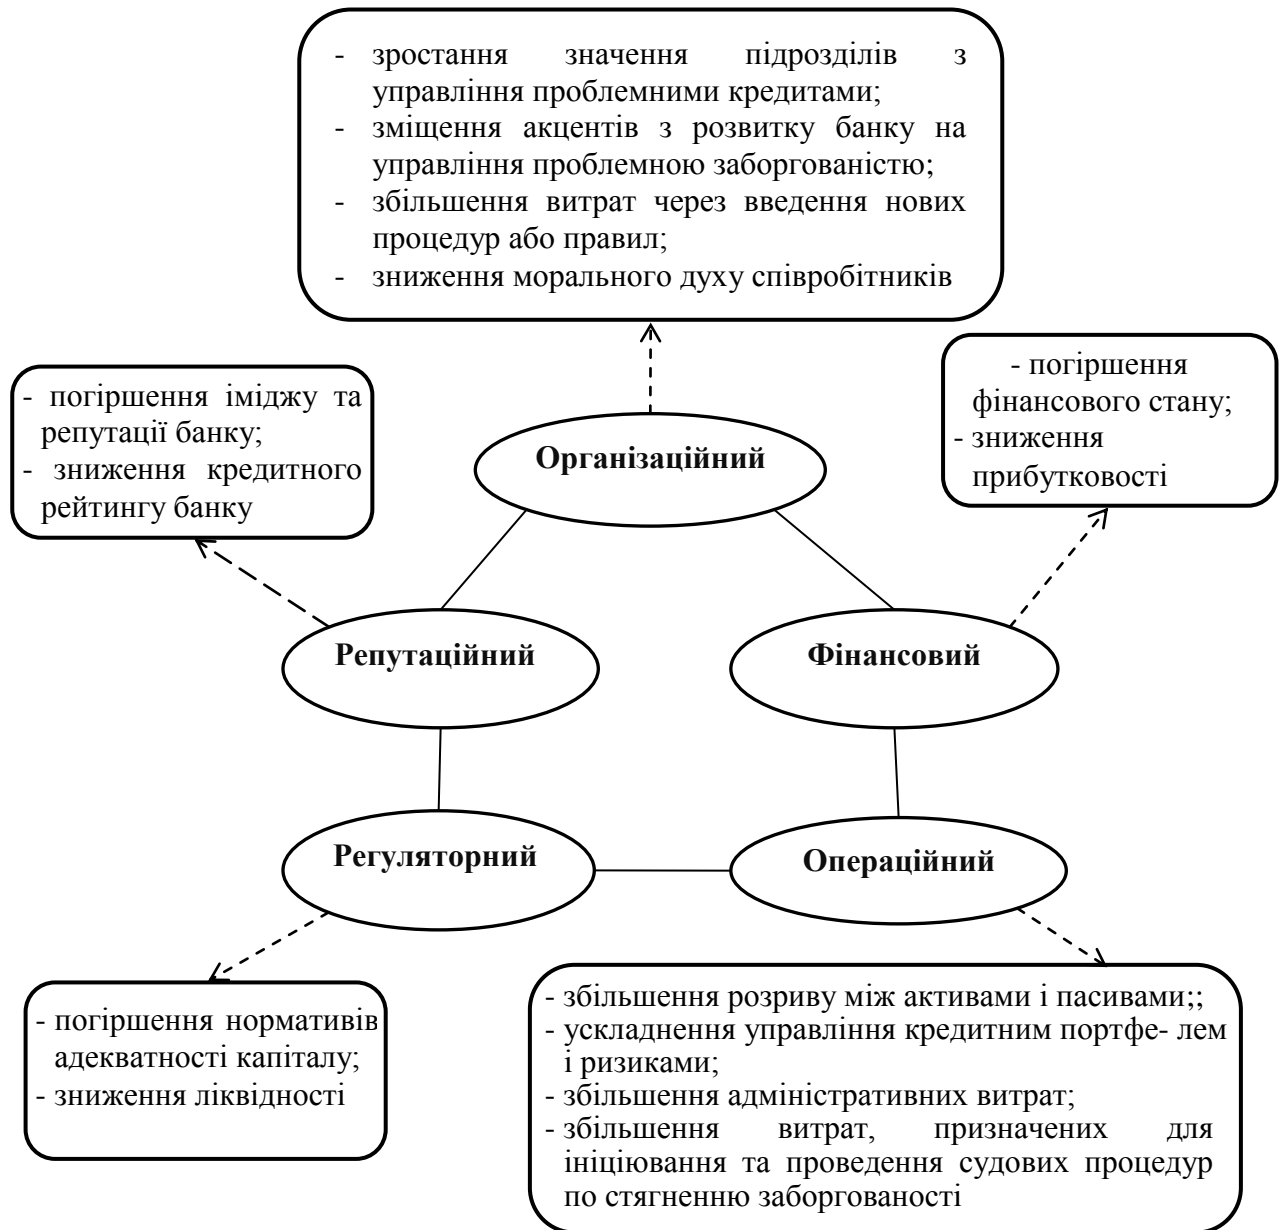 - зростання значення підрозділів з
управління проблемними кредитами;
- зміщення акцентів з розвитку банку на
управління проблемною заборгованістю;
- збільшення витрат через введення нових
процедур або правил;
- зниження морального духу співробітників
- погіршення іміджу та
репутації банку;
- зниження кредитного
рейтингу банку
- погіршення
фінансового стану;
- зниження
прибутковості
Організаційний
Репутаційний
Фінансовий
Регуляторний
Операційний
- погіршення нормативів
адекватності капіталу;
- зниження ліквідності
- збільшення розриву між активами і пасивами;;
- ускладнення управління кредитним портфе- лем
і ризиками;
- збільшення адміністративних витрат;
- збільшення витрат, призначених для
ініціювання та проведення судових процедур
по стягненню заборгованості